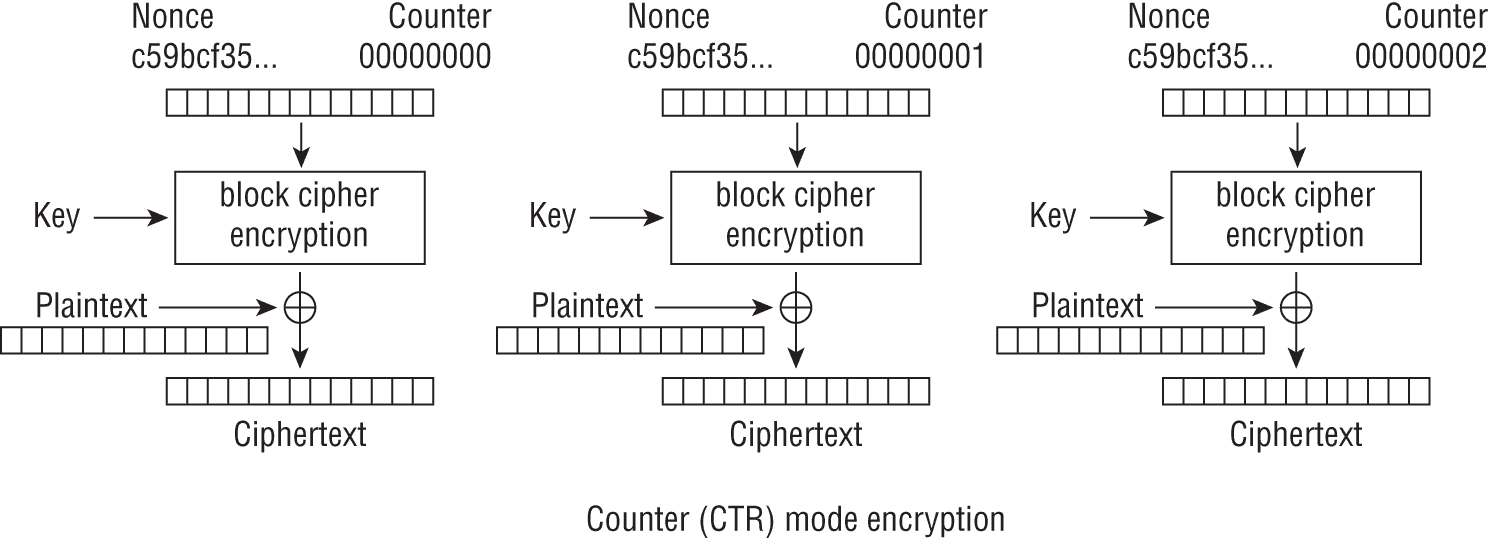 Nonce Counter Nonce Counter Nonce Counter
c59bcf35... 00000000 c59bcf35... 00000001 c59bcf35... 00000002
block cipher block cipher block cipher
Key Key Key
encryption encryption encryption
Plaintext Plaintext Plaintext
Ciphertext Ciphertext Ciphertext
Counter (CTR) mode encryption